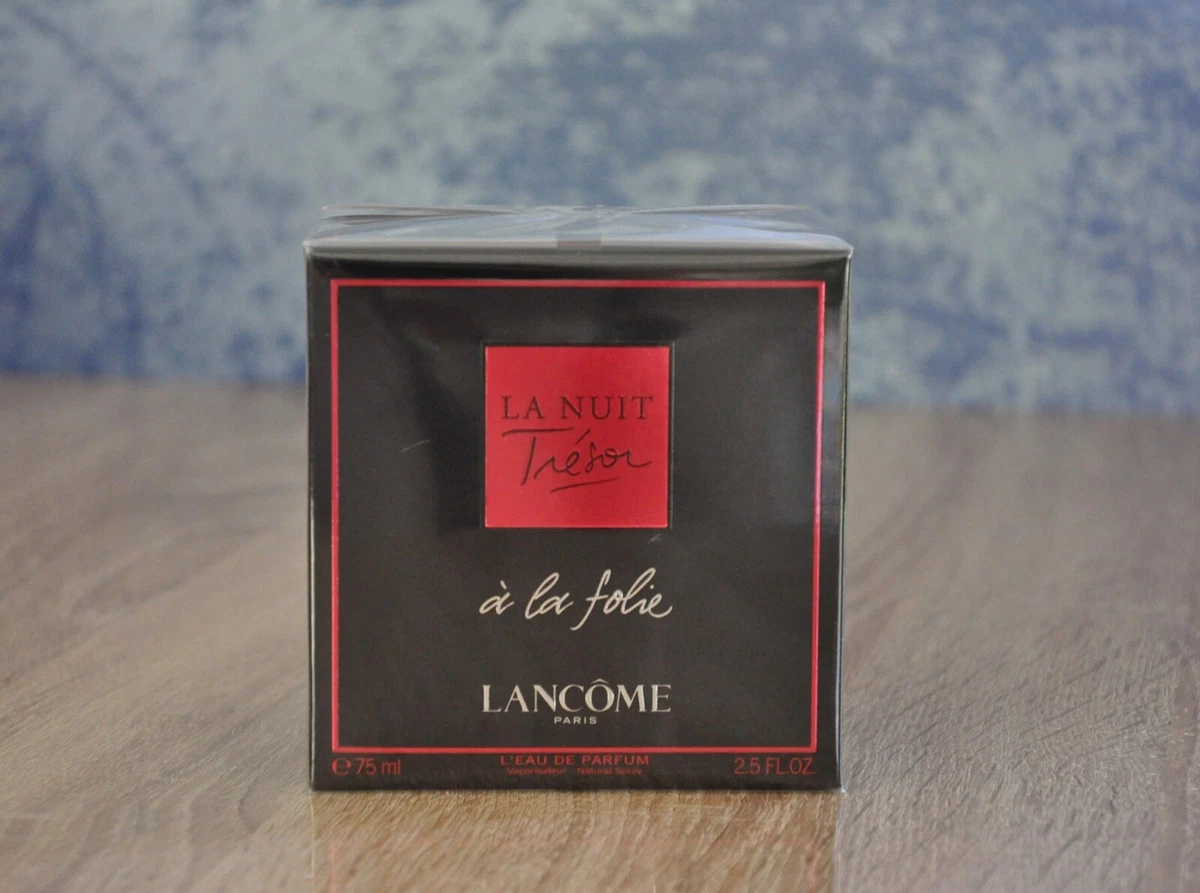 LA NUIT
Trésor
à la folie
LANCÔME
PARIS
L'EAU DE PARFUM
℮ 75 ml Vaporisateur - Natural Spray 2.5 FL.OZ.